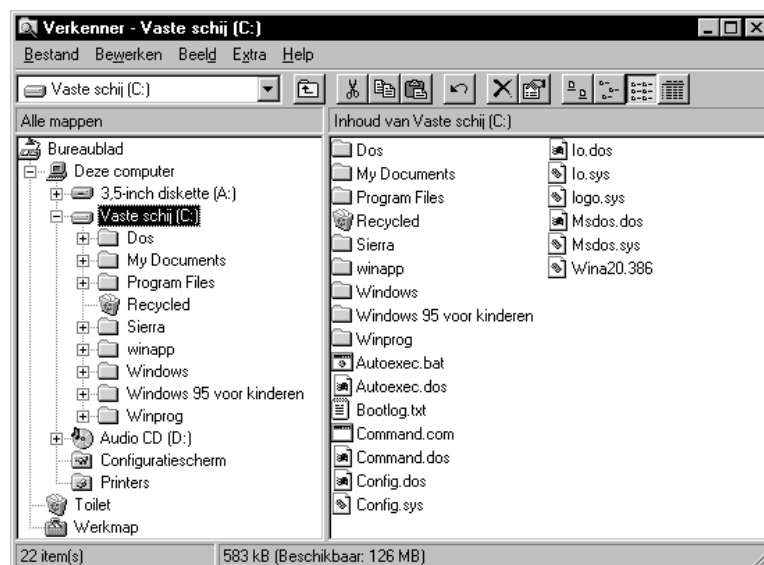 Verkenner - Vaste schij (C:)
Bestand Bewerken Beeld Extra Help
Vaste schij (C:)
Alle mappen
Inhoud van Vaste schij (C:)
Bureaublad
Deze computer
3,5-inch diskette (A:)
Vaste schij (C:)
Dos
My Documents
Program Files
Recycled
Sierra
winapp
Windows
Windows 95 voor kinderen
Winprog
Audio CD (D:)
Configuratiescherm
Printers
Toilet
Werkmap
Dos
My Documents
Program Files
Recycled
Sierra
winapp
Windows
Windows 95 voor kinderen
Winprog
Autoexec.bat
Autoexec.dos
Bootlog.txt
Command.com
Command.dos
Config.dos
Config.sys
Io.dos
Io.sys
logo.sys
Msdos.dos
Msdos.sys
Wina20.386
22 item(s)
583 kB (Beschikbaar: 126 MB)